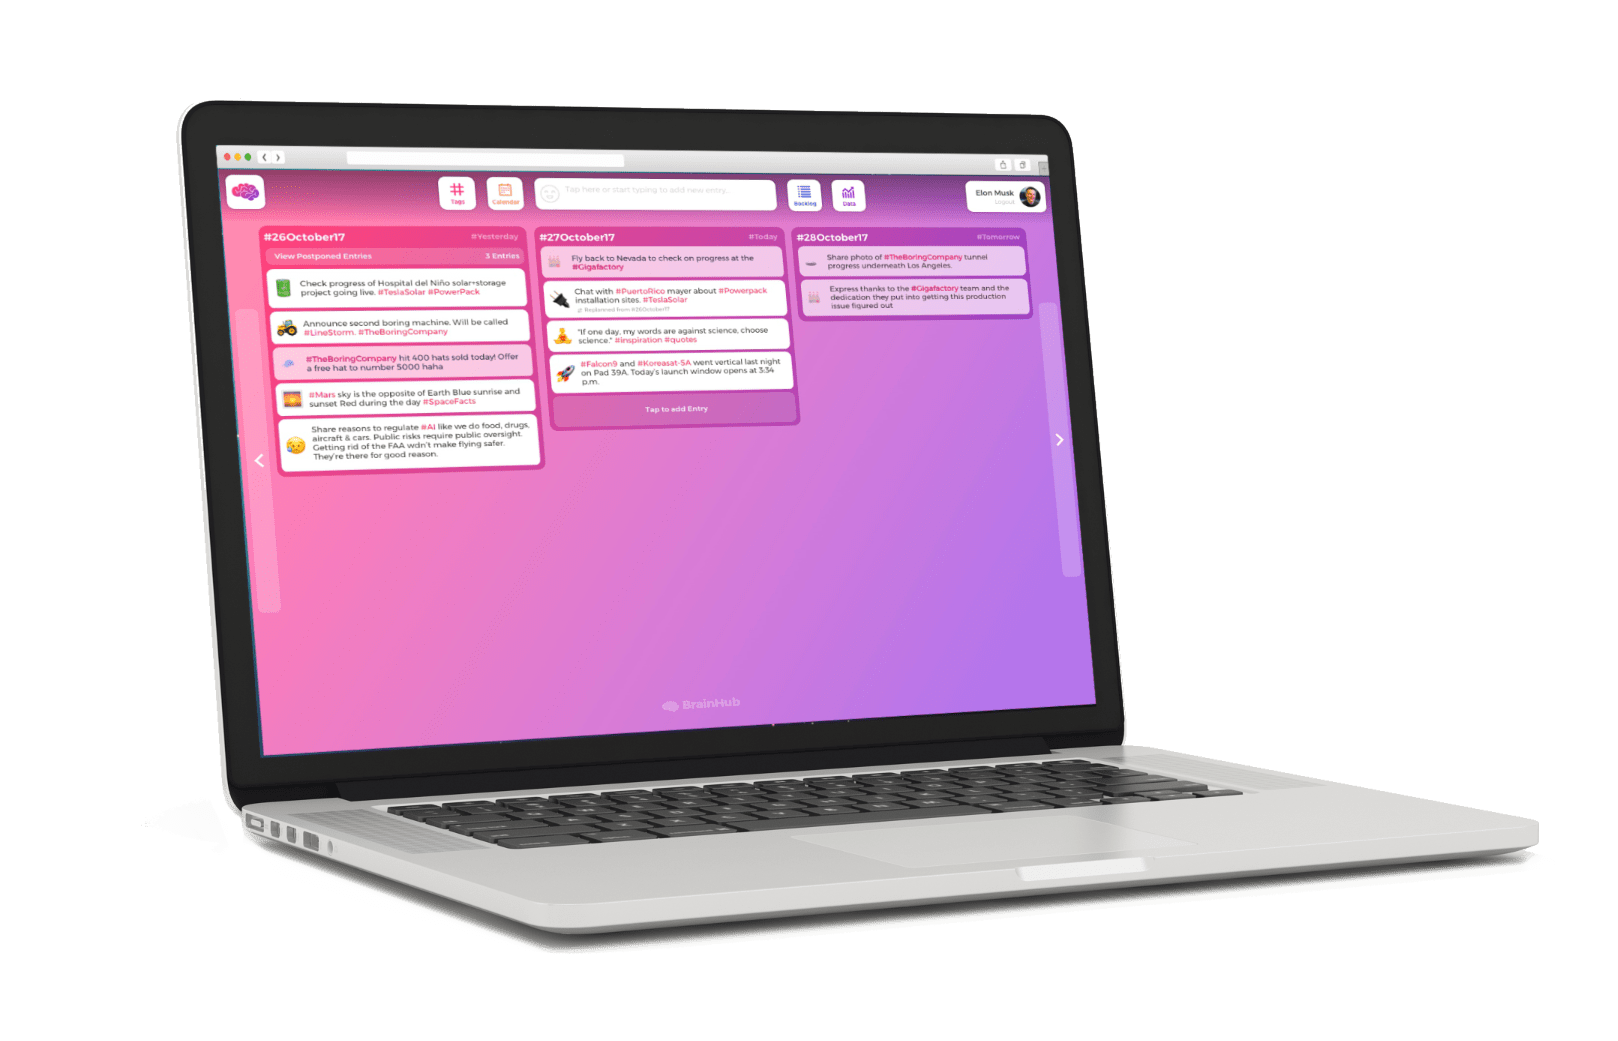 Tags
Calendar
Tap here or start typing to add new entry...
Backlog
Data
Elon Musk
Logout
#26October17
#Yesterday
View Postponed Entries
3 Entries
Check progress of Hospital del Niño solar+storage
project going live. #TeslaSolar #PowerPack
Announce second boring machine. Will be called
#LineStorm. #TheBoringCompany
#TheBoringCompany hit 400 hats sold today! Offer
a free hat to number 5000 haha
#Mars sky is the opposite of Earth Blue sunrise and
sunset Red during the day #SpaceFacts
Share reasons to regulate #AI like we do food, drugs,
aircraft & cars. Public risks require public oversight.
Getting rid of the FAA wdn't make flying safer.
They're there for good reason.
#27October17
#Today
Fly back to Nevada to check on progress at the
#Gigafactory
Chat with #PuertoRico mayer about #Powerpack
installation sites. #TeslaSolar
Replanned from #26October17
"If one day, my words are against science, choose
science." #inspiration #quotes
#Falcon9 and #Koreasat-5A went vertical last night
on Pad 39A. Today's launch window opens at 3:34
p.m.
Tap to add Entry
#28October17
#Tomorrow
Share photo of #TheBoringCompany tunnel
progress underneath Los Angeles.
Express thanks to the #Gigafactory team and the
dedication they put into getting this production
issue figured out
BrainHub